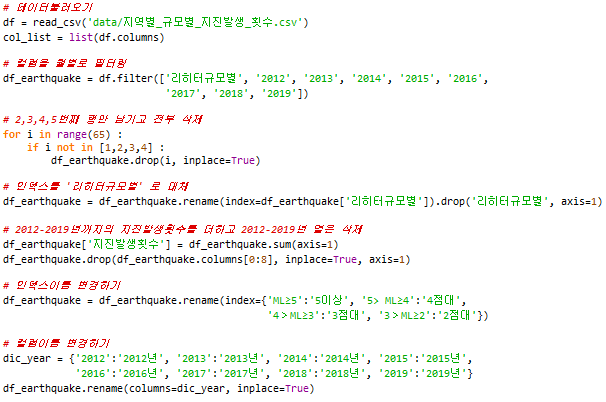 # 데이터불러오기
df = read_csv('data/지역별_규모별_지진발생_횟수.csv')
col_list = list(df.columns)
# 컬럼을 월별로 필터링
df_earthquake = df.filter(['리히터규모별', '2012', '2013', '2014', '2015', '2016',
'2017', '2018', '2019'])
# 2,3,4,5번째 행만 남기고 전부 삭제
for i in range(65) :
if i not in [1,2,3,4] :
df_earthquake.drop(i, inplace=True)
# 인덱스를 '리히터규모별' 로 대체
df_earthquake = df_earthquake.rename(index=df_earthquake['리히터규모별']).drop('리히터규모별', axis=1)
# 2012-2019년까지의 지진발생횟수를 더하고 2012-2019년 열은 삭제
df_earthquake['지진발생횟수'] = df_earthquake.sum(axis=1)
df_earthquake.drop(df_earthquake.columns[0:8], inplace=True, axis=1)
# 인덱스이름 변경하기
df_earthquake = df_earthquake.rename(index={'ML≥5':'5이상', '5> ML≥4':'4점대',
'4＞ML≥3':'3점대', '3＞ML≥2':'2점대'})
# 컬럼이름 변경하기
dic_year = {'2012':'2012년', '2013':'2013년', '2014':'2014년', '2015':'2015년',
'2016':'2016년', '2017':'2017년', '2018':'2018년', '2019':'2019년'}
df_earthquake.rename(columns=dic_year, inplace=True)